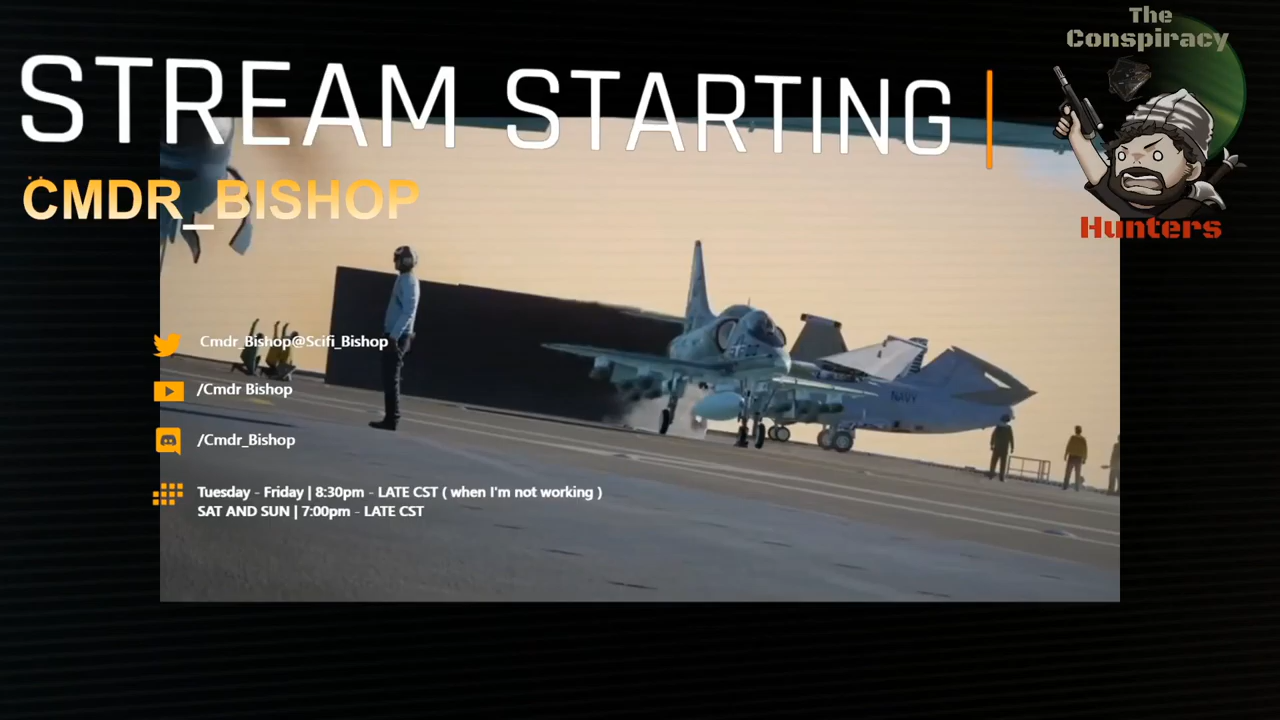 The
Conspiracy
STREAM STARTING
CMDR_BISHOP
Hunters
Cmdr_Bishop@Scifi_Bishop
/Cmdr Bishop
NAVY
/Cmdr_Bishop
Tuesday - Friday | 8:30pm - LATE CST ( when I'm not working )
SAT AND SUN | 7:00pm - LATE CST